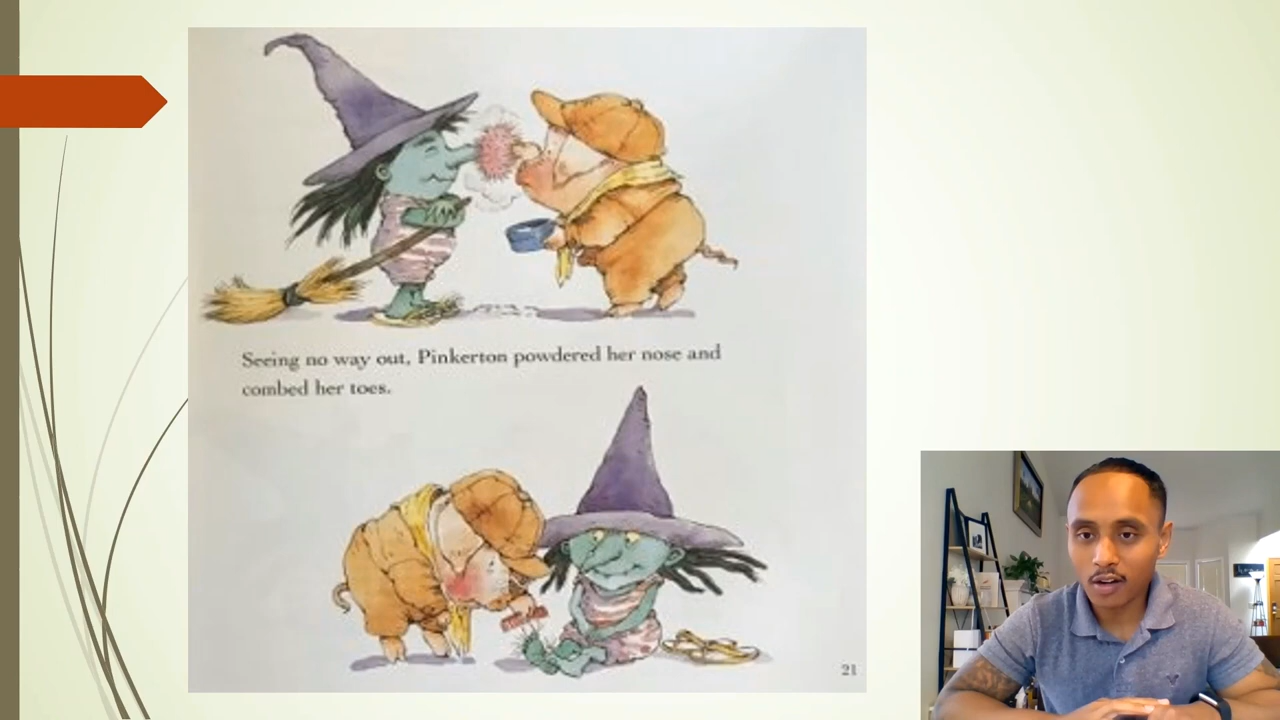 Seeing no way out, Pinkerton powdered her nose and
combed her toes.
21